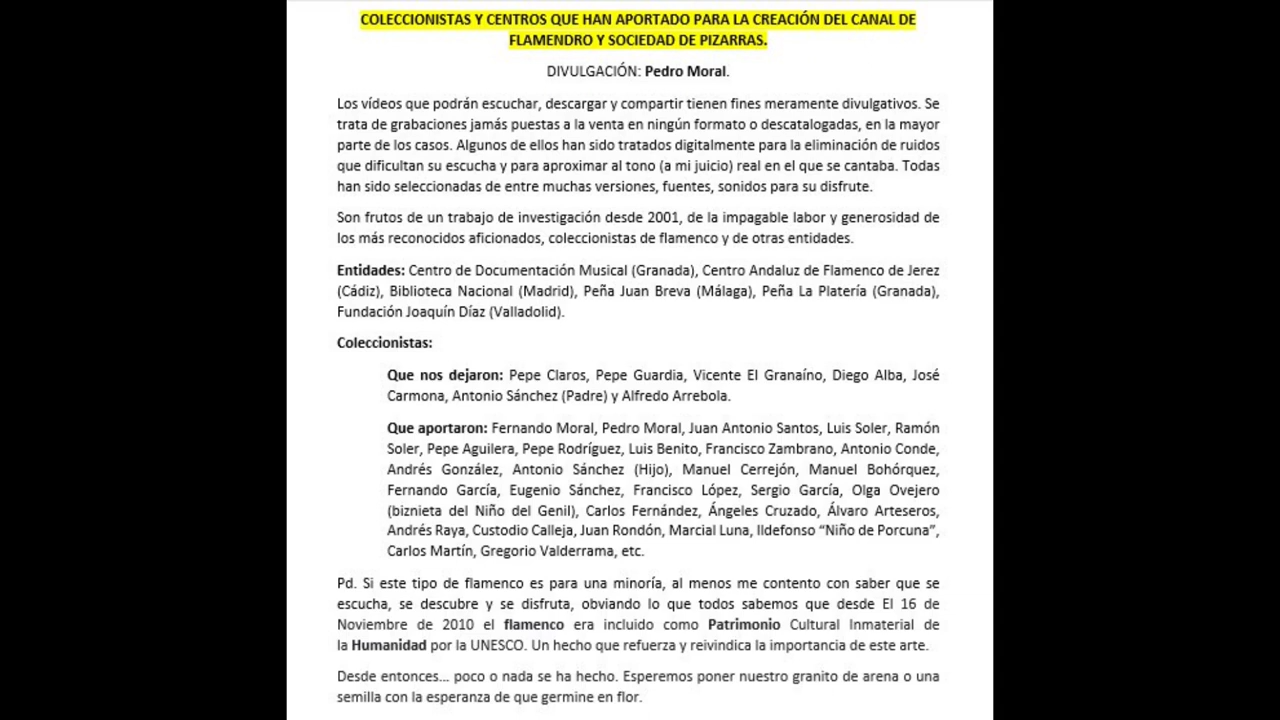 COLECCIONISTAS Y CENTROS QUE HAN APORTADO PARA LA CREACIÓN DEL CANAL DE
FLAMENDRO Y SOCIEDAD DE PIZARRAS.
DIVULGACIÓN: Pedro Moral.
Los vídeos que podrán escuchar, descargar y compartir tienen fines meramente divulgativos. Se
trata de grabaciones jamás puestas a la venta en ningún formato o descatalogadas, en la mayor
parte de los casos. Algunos de ellos han sido tratados digitalmente para la eliminación de ruidos
que dificultan su escucha y para aproximar al tono (a mi juicio) real en el que se cantaba. Todas
han sido seleccionadas de entre muchas versiones, fuentes, sonidos para su disfrute.
Son frutos de un trabajo de investigación desde 2001, de la impagable labor y generosidad de
los más reconocidos aficionados, coleccionistas de flamenco y de otras entidades.
Entidades: Centro de Documentación Musical (Granada), Centro Andaluz de Flamenco de Jerez
(Cádiz), Biblioteca Nacional (Madrid), Peña Juan Breva (Málaga), Peña La Platería (Granada),
Fundación Joaquín Díaz (Valladolid).
Coleccionistas:
Que nos dejaron: Pepe Claros, Pepe Guardia, Vicente El Granaíno, Diego Alba, José
Carmona, Antonio Sánchez (Padre) y Alfredo Arrebola.
Que aportaron: Fernando Moral, Pedro Moral, Juan Antonio Santos, Luis Soler, Ramón
Soler, Pepe Aguilera, Pepe Rodríguez, Luis Benito, Francisco Zambrano, Antonio Conde,
Andrés González, Antonio Sánchez (Hijo), Manuel Cerrejón, Manuel Bohórquez,
Fernando García, Eugenio Sánchez, Francisco López, Sergio García, Olga Ovejero
(biznieta del Niño del Genil), Carlos Fernández, Ángeles Cruzado, Álvaro Arteseros,
Andrés Raya, Custodio Calleja, Juan Rondón, Marcial Luna, Ildefonso “Niño de Porcuna”,
Carlos Martín, Gregorio Valderrama, etc.
Pd. Si este tipo de flamenco es para una minoría, al menos me contento con saber que se
escucha, se descubre y se disfruta, obviando lo que todos sabemos que desde El 16 de
Noviembre de 2010 el flamenco era incluido como Patrimonio Cultural Inmaterial de
la Humanidad por la UNESCO. Un hecho que refuerza y reivindica la importancia de este arte.
Desde entonces… poco o nada se ha hecho. Esperemos poner nuestro granito de arena o una
semilla con la esperanza de que germine en flor.